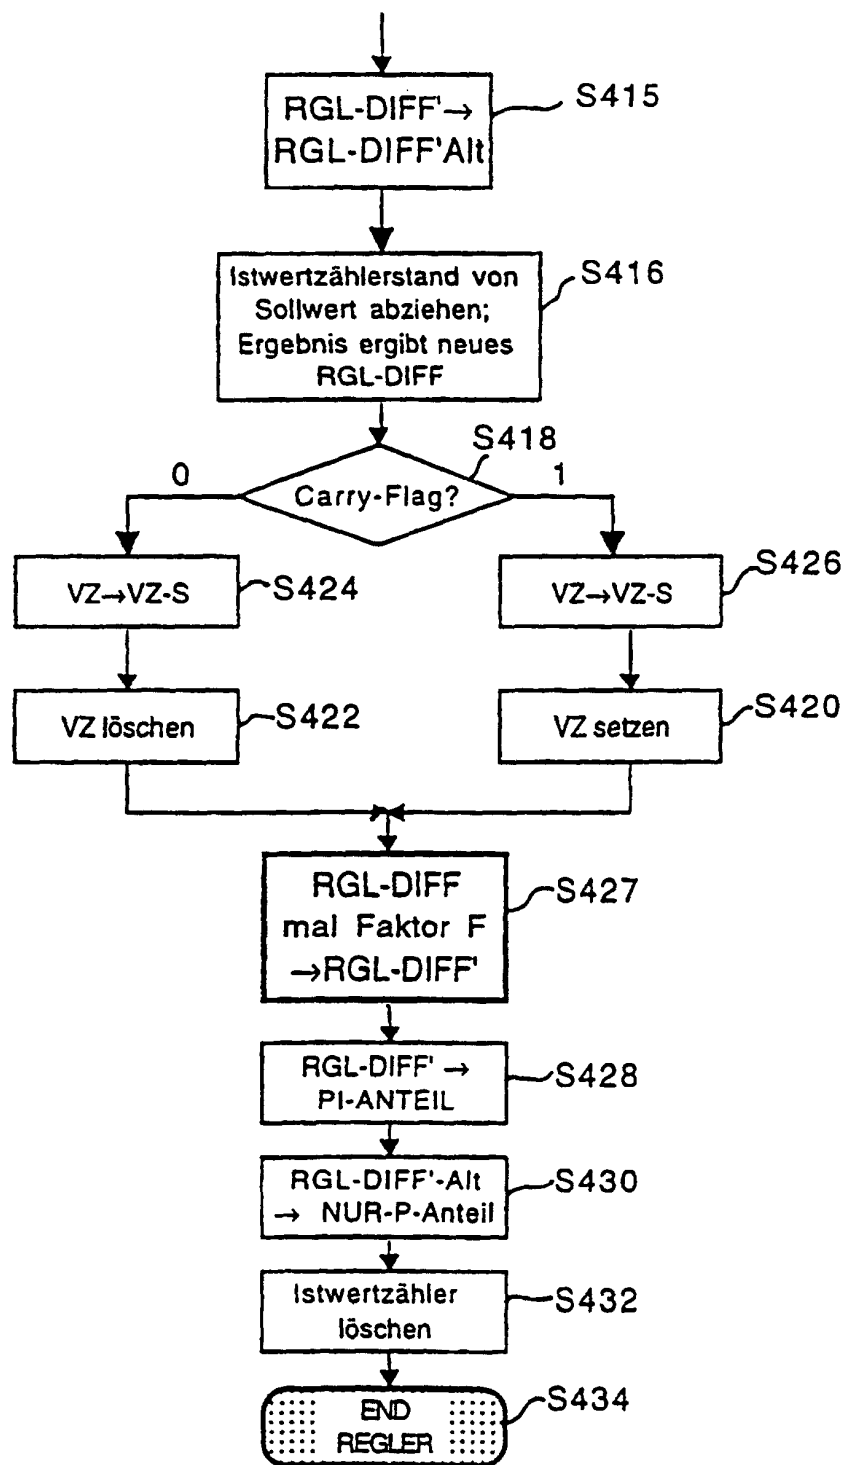 RGL-DIFF'→
RGL-DIFF'Alt
S415
Istwertzählerstand von
Sollwert abziehen;
Ergebnis ergibt neues
RGL-DIFF
S416
S418
0
Carry-Flag?
1
VZ→VZ-S
S424
VZ→VZ-S
S426
VZ löschen
S422
VZ setzen
S420
RGL-DIFF
mal Faktor F
→RGL-DIFF'
S427
RGL-DIFF' →
PI-ANTEIL
S428
RGL-DIFF'-Alt
→ NUR-P-Anteil
S430
Istwertzähler
löschen
S432
END
REGLER
S434